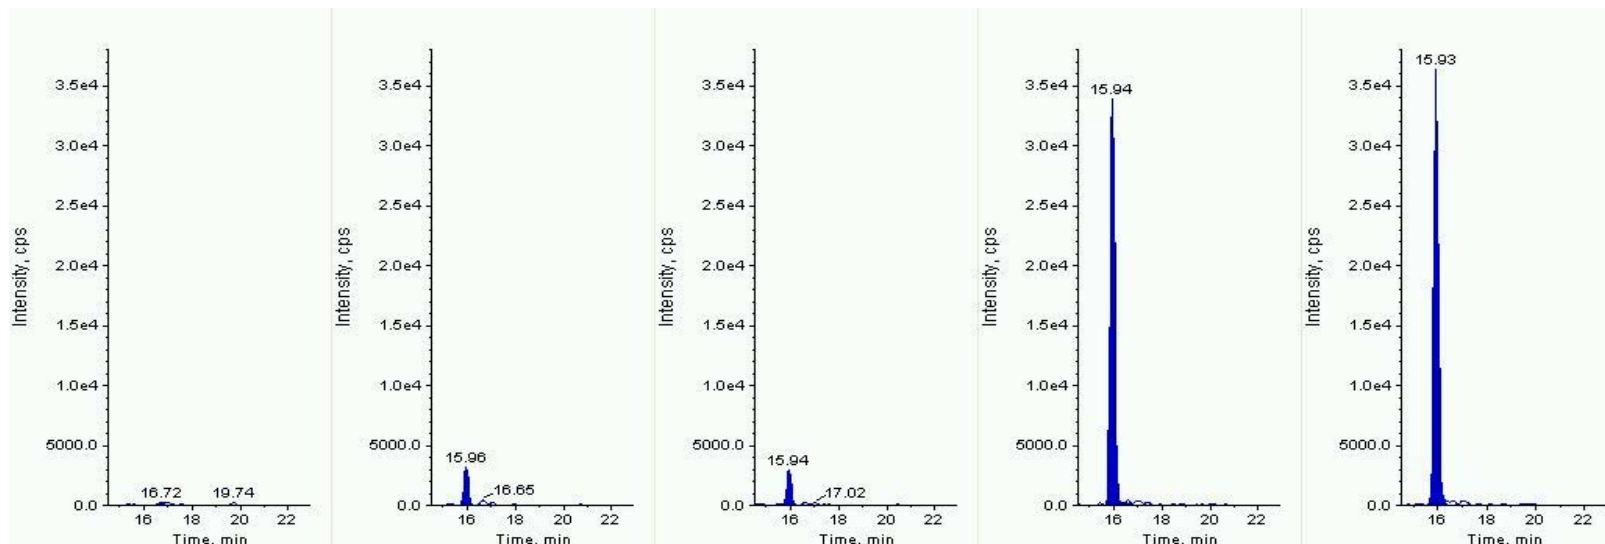 Intensity, cps
3.5e4
3.0e4
2.5e4
2.0e4
1.5e4
1.0e4
5000.0
0.0
16.72
19.74
16 18 20 22
Time, min
Intensity, cps
3.5e4
3.0e4
2.5e4
2.0e4
1.5e4
1.0e4
5000.0
0.0
15.96
16.65
16 18 20 22
Time, min
Intensity, cps
3.5e4
3.0e4
2.5e4
2.0e4
1.5e4
1.0e4
5000.0
0.0
15.94
17.02
16 18 20 22
Time, min
Intensity, cps
3.5e4
3.0e4
2.5e4
2.0e4
1.5e4
1.0e4
5000.0
0.0
15.94
16 18 20 22
Time, min
Intensity, cps
3.5e4
3.0e4
2.5e4
2.0e4
1.5e4
1.0e4
5000.0
0.0
15.93
16 18 20 22
Time, min